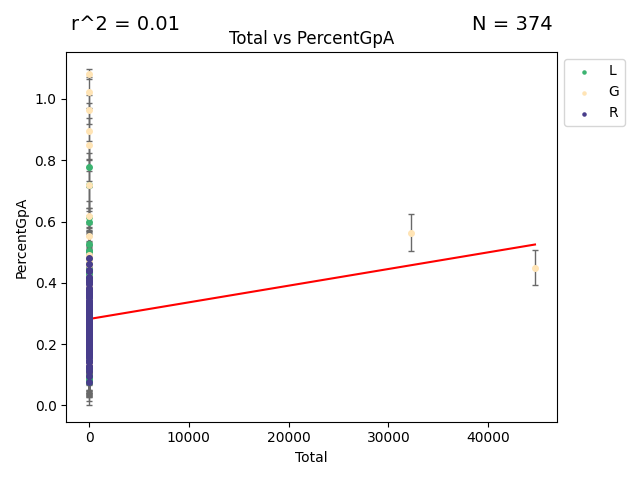 r^2 = 0.01 N = 374
Total vs PercentGpA
L
G
R
1.0
0.8
0.6
0.4
0.2
0.0
PercentGpA
0 10000 20000 30000 40000
Total